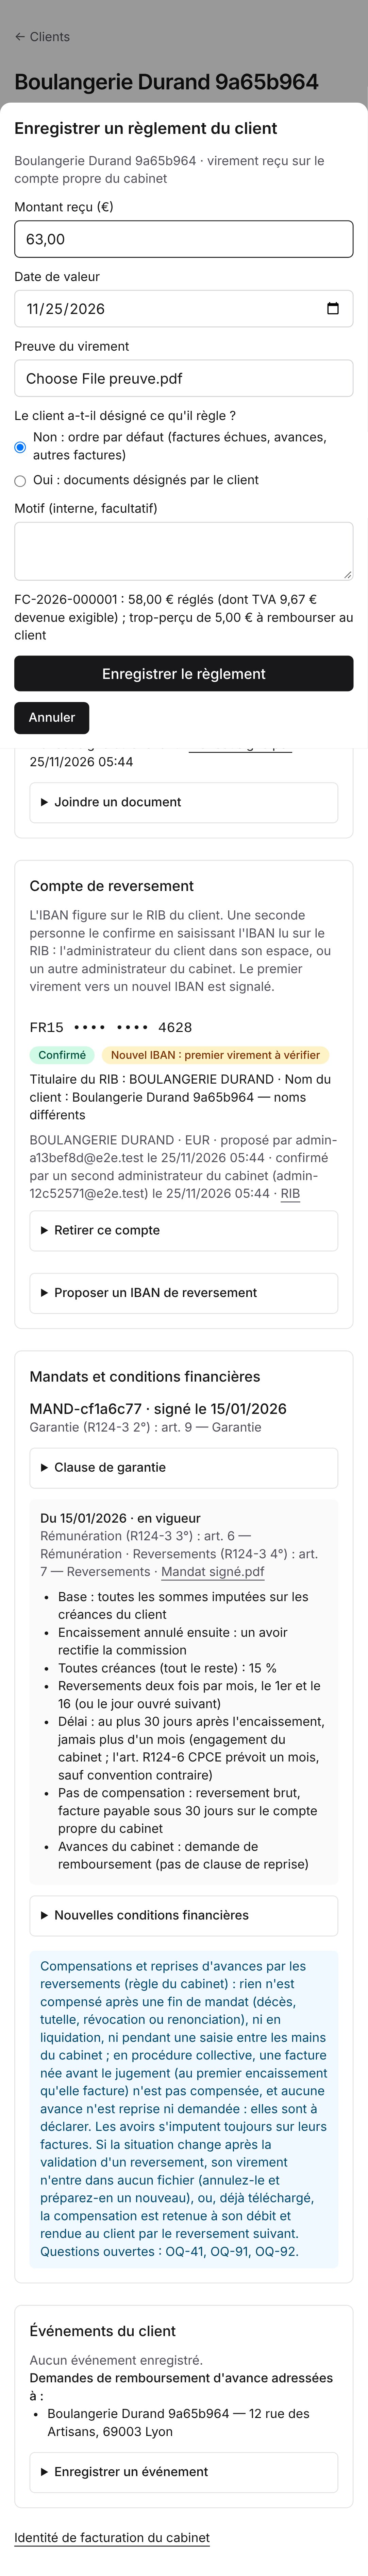 ← Clients
Boulangerie Durand 9a65b964
Enregistrer un règlement du client
Boulangerie Durand 9a65b964 · virement reçu sur le
compte propre du cabinet
Montant reçu (€)
63,00
Date de valeur
11/25/2026
Preuve du virement
Choose File preuve.pdf
Le client a-t-il désigné ce qu'il règle ?
Non : ordre par défaut (factures échues, avances,
autres factures)
Oui : documents désignés par le client
Motif (interne, facultatif)
FC-2026-000001 : 58,00 € réglés (dont TVA 9,67 €
devenue exigible) ; trop-perçu de 5,00 € à rembourser au
client
Enregistrer le règlement
Annuler
25/11/2026 05:44
▶ Joindre un document
Compte de reversement
L'IBAN figure sur le RIB du client. Une seconde
personne le confirme en saisissant l'IBAN lu sur le
RIB : l'administrateur du client dans son espace, ou
un autre administrateur du cabinet. Le premier
virement vers un nouvel IBAN est signalé.
FR15 •••• •••• 4628
Confirmé Nouvel IBAN : premier virement à vérifier
Titulaire du RIB : BOULANGERIE DURAND · Nom du
client : Boulangerie Durand 9a65b964 — noms
différents
BOULANGERIE DURAND · EUR · proposé par admin-
a13bef8d@e2e.test le 25/11/2026 05:44 · confirmé
par un second administrateur du cabinet (admin-
12c52571@e2e.test) le 25/11/2026 05:44 · RIB
▶ Retirer ce compte
▶ Proposer un IBAN de reversement
Mandats et conditions financières
MAND-cf1a6c77 · signé le 15/01/2026
Garantie (R124-3 2°) : art. 9 — Garantie
▶ Clause de garantie
Du 15/01/2026 · en vigueur
Rémunération (R124-3 3°) : art. 6 —
Rémunération · Reversements (R124-3 4°) : art.
7 — Reversements · Mandat signé.pdf
• Base : toutes les sommes imputées sur les
créances du client
• Encaissement annulé ensuite : un avoir
rectifie la commission
• Toutes créances (tout le reste) : 15 %
• Reversements deux fois par mois, le 1er et le
16 (ou le jour ouvré suivant)
• Délai : au plus 30 jours après l'encaissement,
jamais plus d'un mois (engagement du
cabinet ; l'art. R124-6 CPCE prévoit un mois,
sauf convention contraire)
• Pas de compensation : reversement brut,
facture payable sous 30 jours sur le compte
propre du cabinet
• Avances du cabinet : demande de
remboursement (pas de clause de reprise)
▶ Nouvelles conditions financières
Compensations et reprises d'avances par les
reversements (règle du cabinet) : rien n'est
compensé après une fin de mandat (décès,
tutelle, révocation ou renonciation), ni en
liquidation, ni pendant une saisie entre les mains
du cabinet ; en procédure collective, une facture
née avant le jugement (au premier encaissement
qu'elle facture) n'est pas compensée, et aucune
avance n'est reprise ni demandée : elles sont à
déclarer. Les avoirs s'imputent toujours sur leurs
factures. Si la situation change après la
validation d'un reversement, son virement
n'entre dans aucun fichier (annulez-le et
préparez-en un nouveau), ou, déjà téléchargé,
la compensation est retenue à son débit et
rendue au client par le reversement suivant.
Questions ouvertes : OQ-41, OQ-91, OQ-92.
Événements du client
Aucun événement enregistré.
Demandes de remboursement d'avance adressées
à :
• Boulangerie Durand 9a65b964 — 12 rue des
Artisans, 69003 Lyon
▶ Enregistrer un événement
Identité de facturation du cabinet